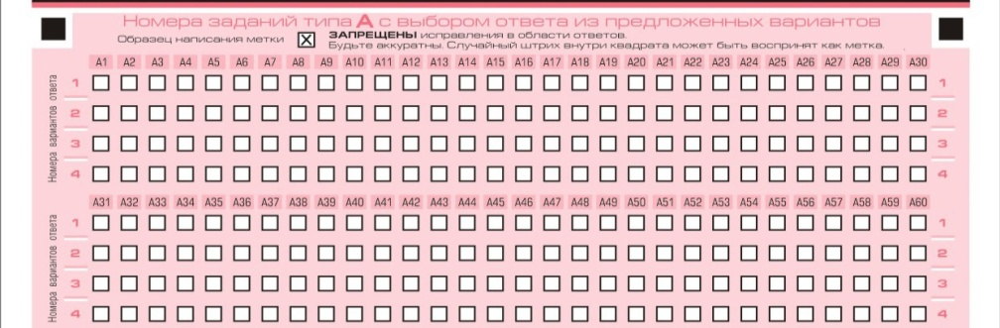 Номера заданий типа А с выбором ответа из предложенных вариантов
Образец написания метки ЗАПРЕЩЕНЫ исправления в области ответов.
Будьте аккуратны. Случайный штрих внутри квадрата может быть воспринят как метка.
A1 A2 A3 A4 A5 A6 A7 A8 A9 A10 A11 A12 A13 A14 A15 A16 A17 A18 A19 A20 A21 A22 A23 A24 A25 A26 A27 A28 A29 A30
Номера вариантов ответа
1 1
2 2
3 3
4 4
A31 A32 A33 A34 A35 A36 A37 A38 A39 A40 A41 A42 A43 A44 A45 A46 A47 A48 A49 A50 A51 A52 A53 A54 A55 A56 A57 A58 A59 A60
Номера вариантов ответа
1 1
2 2
3 3
4 4